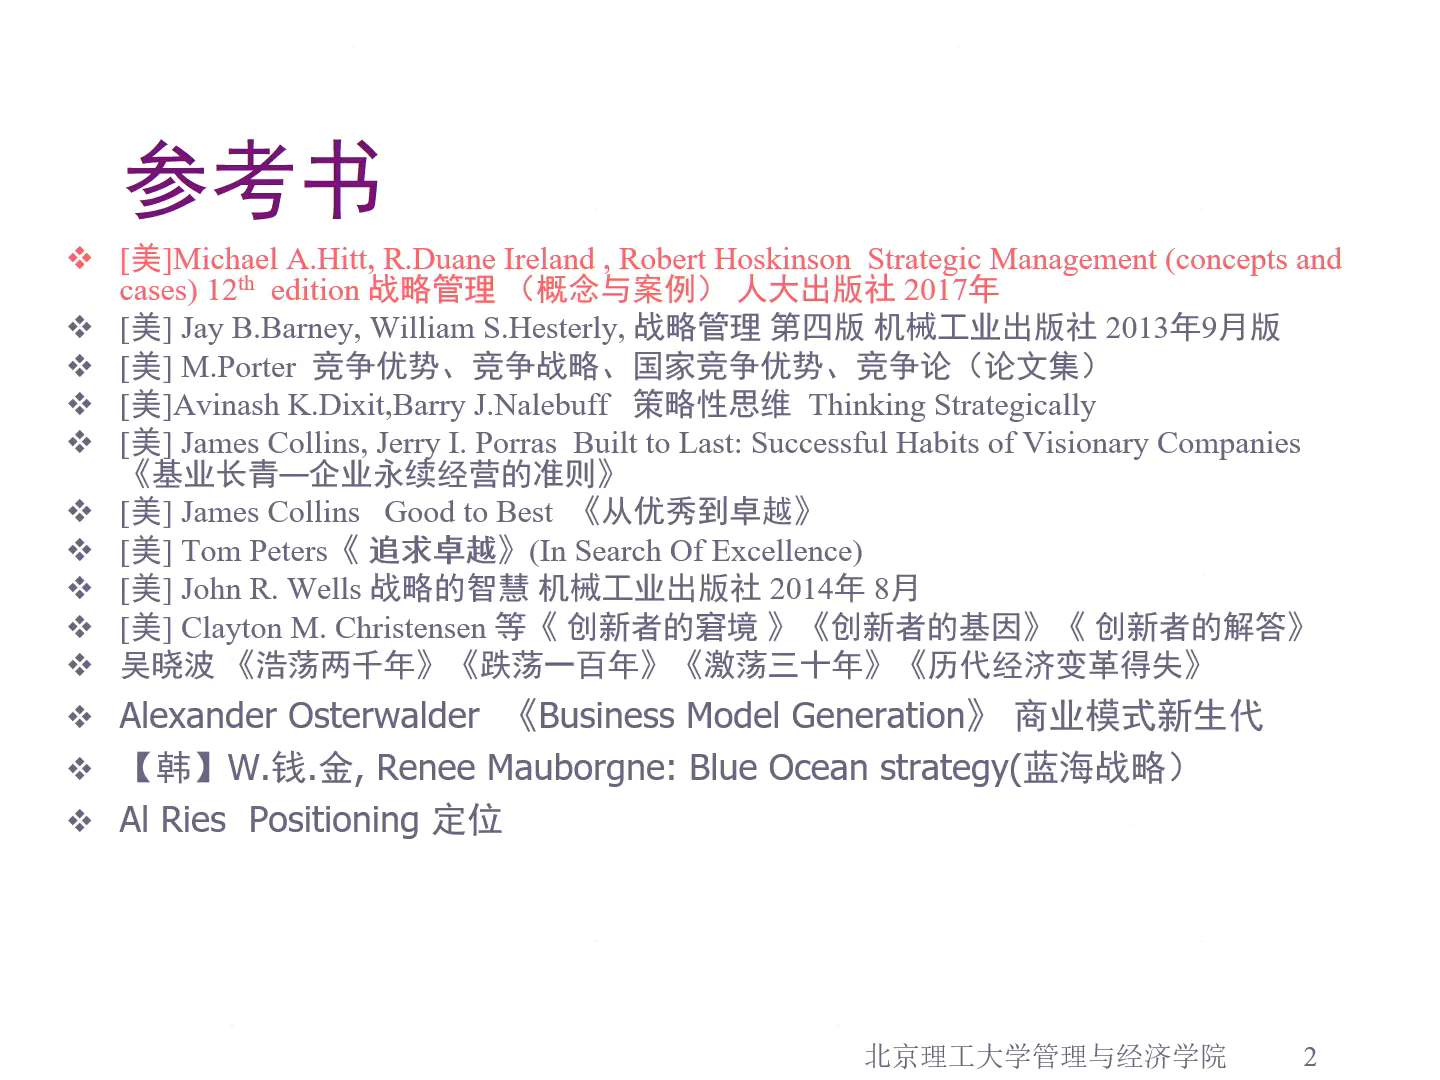 参考书
[美]Michael A.Hitt, R.Duane Ireland , Robert Hoskinson  Strategic Management (concepts and
cases) 12th  edition 战略管理 （概念与案例） 人大出版社 2017年
[美] Jay B.Barney, William S.Hesterly, 战略管理 第四版 机械工业出版社 2013年9月版
[美] M.Porter  竞争优势、竞争战略、国家竞争优势、竞争论（论文集）
[美]Avinash K.Dixit,Barry J.Nalebuff   策略性思维  Thinking Strategically
[美] James Collins, Jerry I. Porras  Built to Last: Successful Habits of Visionary Companies
《基业长青—企业永续经营的准则》
[美] James Collins   Good to Best  《从优秀到卓越》
[美] Tom Peters《 追求卓越》(In Search Of Excellence)
[美] John R. Wells 战略的智慧 机械工业出版社 2014年 8月
[美] Clayton M. Christensen 等《 创新者的窘境 》《创新者的基因》《 创新者的解答》
吴晓波 《浩荡两千年》《跌荡一百年》《激荡三十年》《历代经济变革得失》
Alexander Osterwalder  《Business Model Generation》 商业模式新生代
【韩】W.钱.金, Renee Mauborgne: Blue Ocean strategy(蓝海战略）
Al Ries  Positioning 定位
北京理工大学管理与经济学院 2